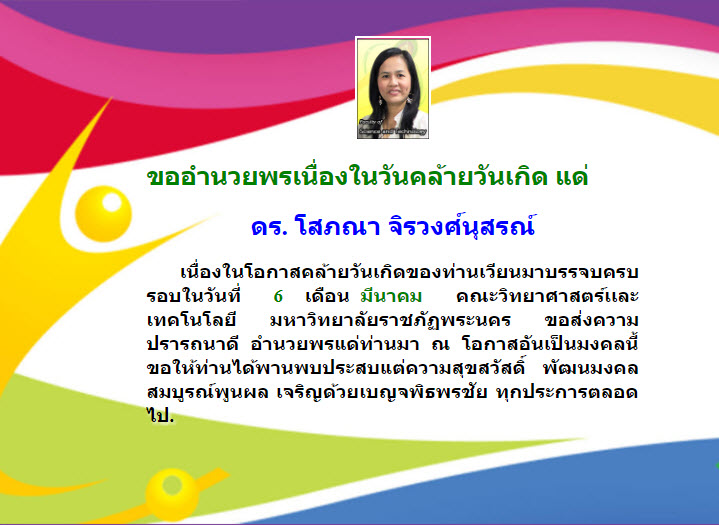 Faculty of
Science and Technology
ขออำนวยพรเนื่องในวันคล้ายวันเกิด แด่
ดร. โสภณา จิรวงศ์นุสรณ์
เนื่องในโอกาสคล้ายวันเกิดของท่านเวียนมาบรรจบครบ
รอบในวันที่ 6 เดือน มีนาคม คณะวิทยาศาสตร์และ
เทคโนโลยี มหาวิทยาลัยราชภัฏพระนคร ขอส่งความ
ปรารถนาดี อำนวยพรแด่ท่านมา ณ โอกาสอันเป็นมงคลนี้
ขอให้ท่านได้พานพบประสบแต่ความสุขสวัสดิ์ พัฒนมงคล
สมบูรณ์พูนผล เจริญด้วยเบญจพิธพรชัย ทุกประการตลอด
ไป.